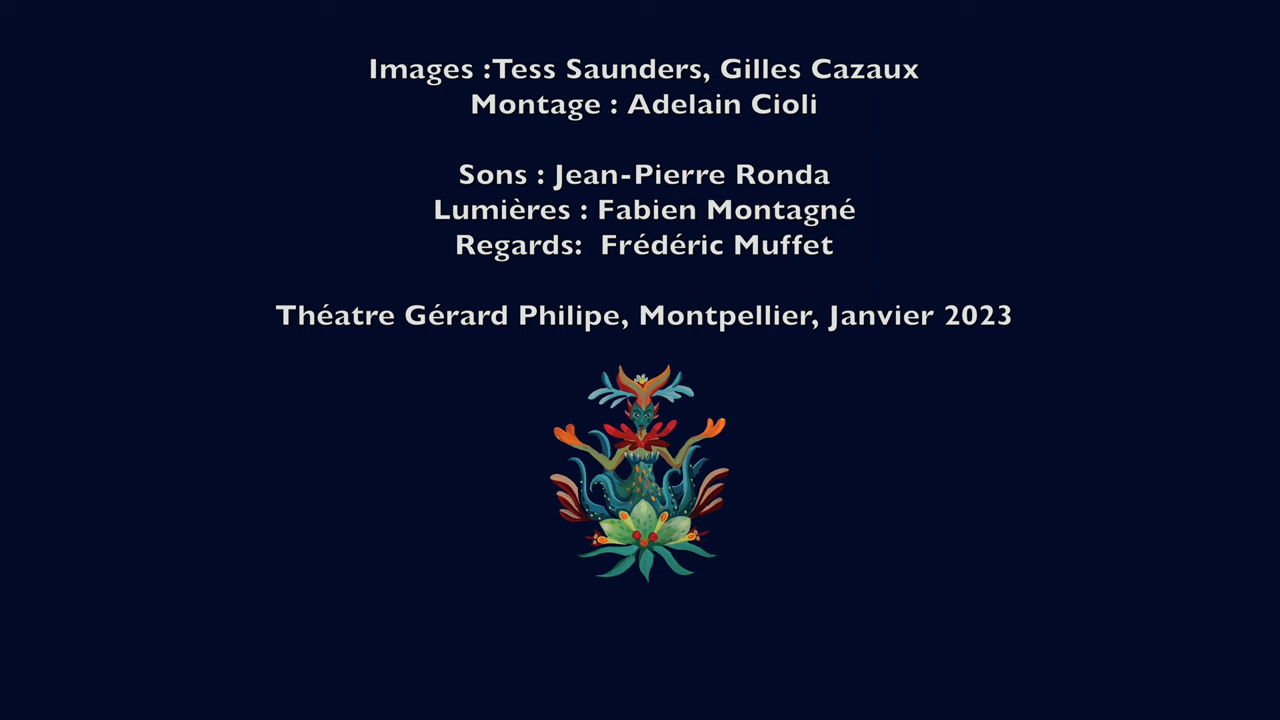 Images :Tess Saunders, Gilles Cazaux
Montage : Adelain Cioli
Sons : Jean-Pierre Ronda
Lumières : Fabien Montagné
Regards:  Frédéric Muffet
Théatre Gérard Philipe, Montpellier, Janvier 2023